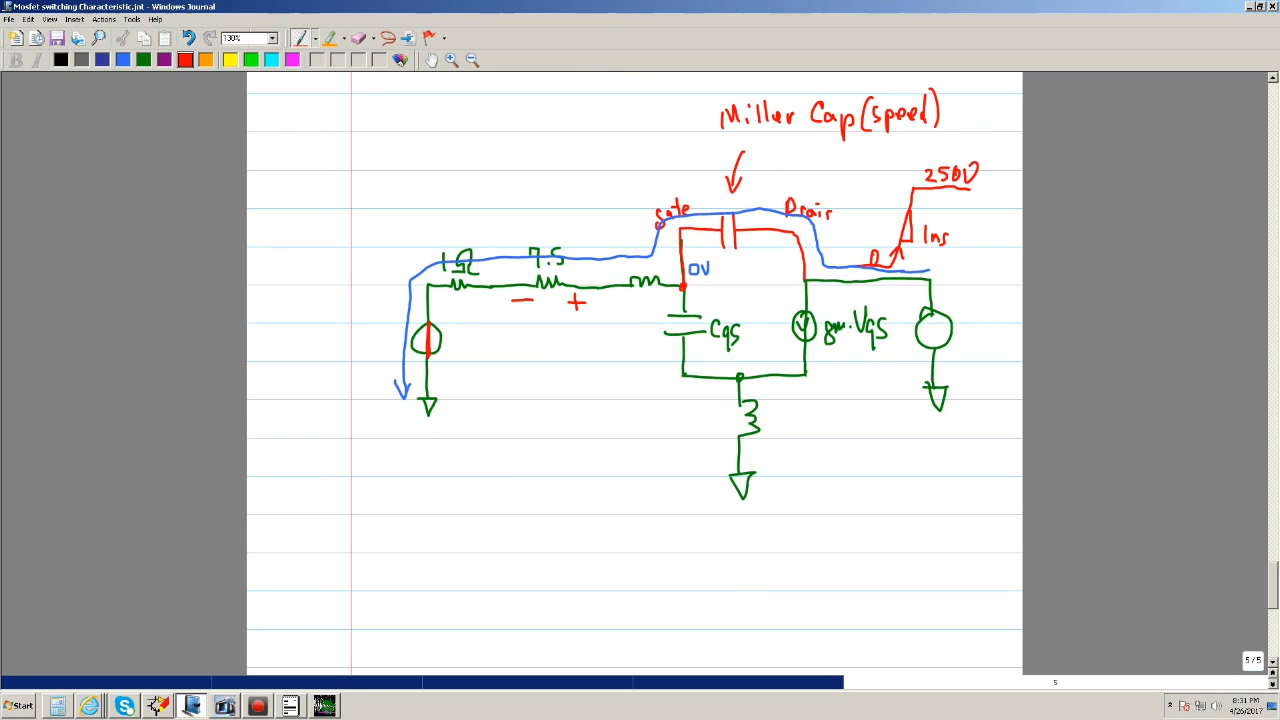 Mosfet switching Characteristic.jnt - Windows Journal
File Edit View Insert Actions Tools Help
130%
B I
Miller Cap (speed)
250V
gate Drain
1ns
1Ω 7.5
0
0V
− +
Cgs
V
gm.Vgs
5 / 5
5
Start
8:31 PM
4/26/2017